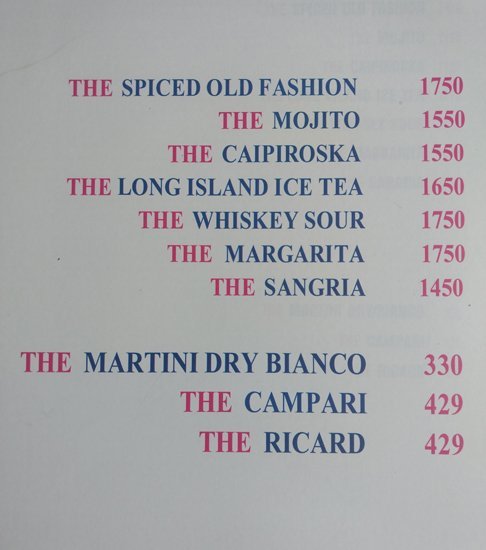 THE SPICED OLD FASHION 1750
THE MOJITO 1550
THE CAIPIROSKA 1550
THE LONG ISLAND ICE TEA 1650
THE WHISKEY SOUR 1750
THE MARGARITA 1750
THE SANGRIA 1450
THE MARTINI DRY BIANCO 330
THE CAMPARI 429
THE RICARD 429